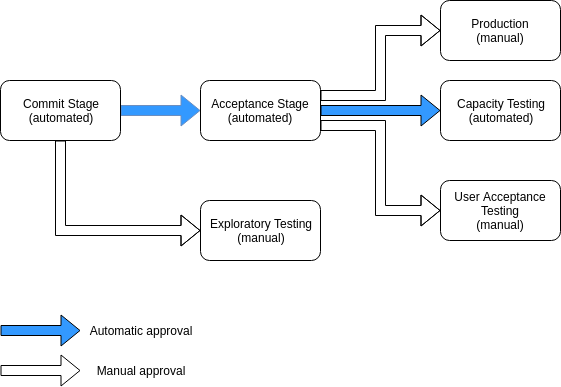 Production
(manual)
Commit Stage
(automated)
Acceptance Stage
(automated)
Capacity Testing
(automated)
User Acceptance
Testing
(manual)
Exploratory Testing
(manual)
Automatic approval
Manual approval